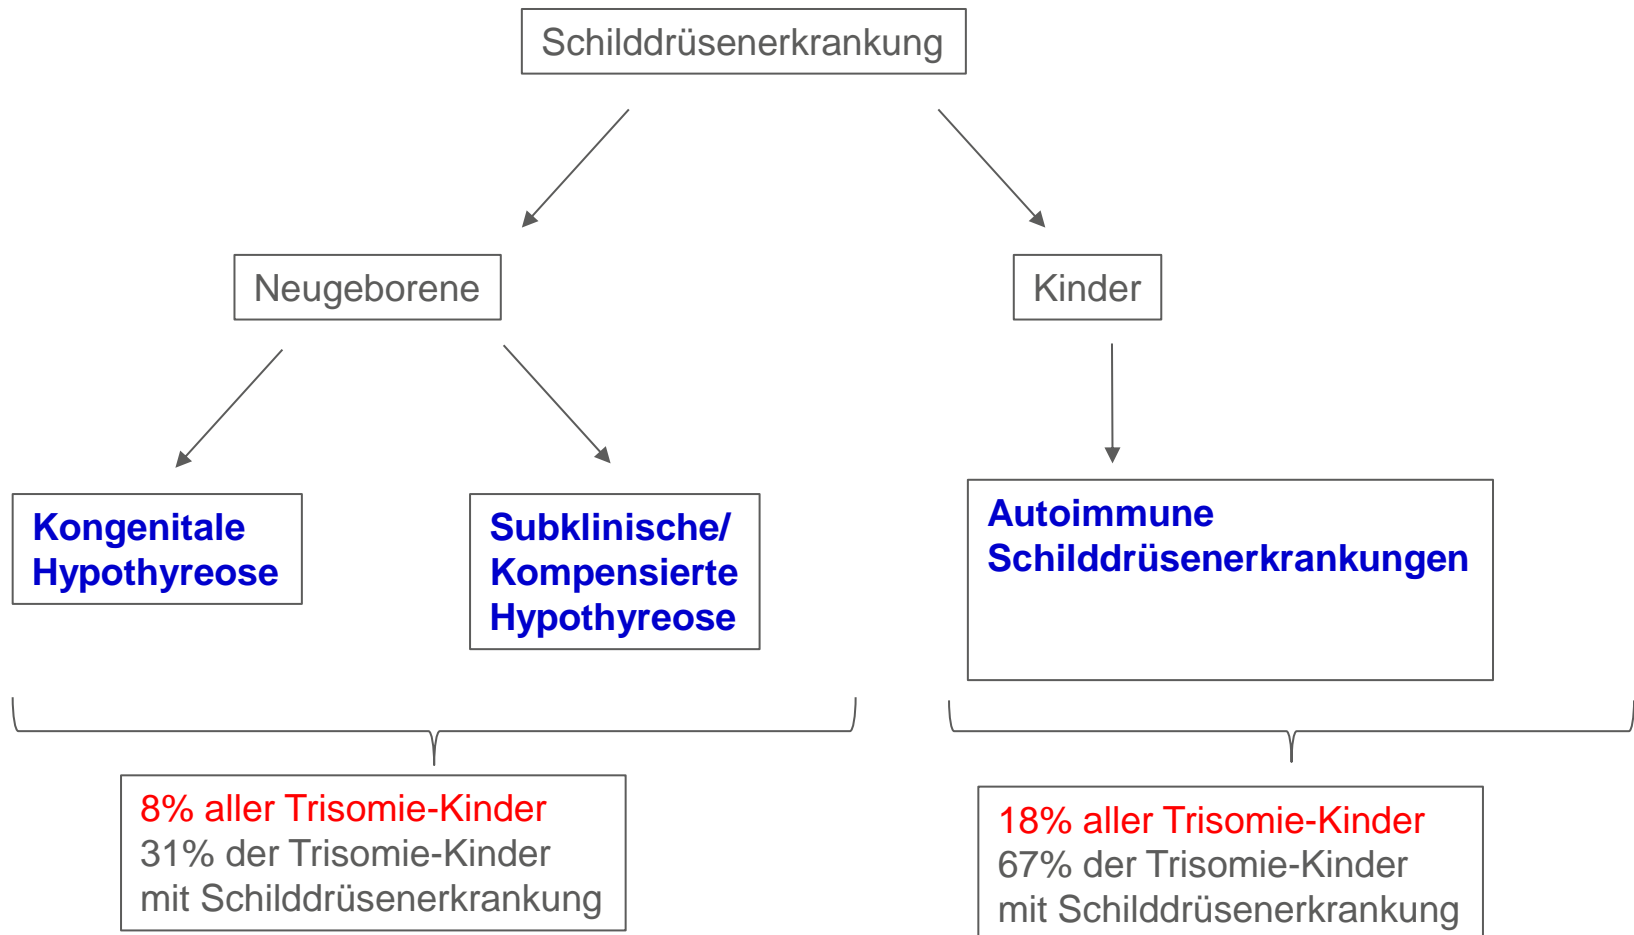 Schilddrüsenerkrankung
Neugeborene
Kinder
Kongenitale
Hypothyreose
Subklinische/
Kompensierte
Hypothyreose
Autoimmune
Schilddrüsenerkrankungen
8% aller Trisomie-Kinder
31% der Trisomie-Kinder
mit Schilddrüsenerkrankung
18% aller Trisomie-Kinder
67% der Trisomie-Kinder
mit Schilddrüsenerkrankung